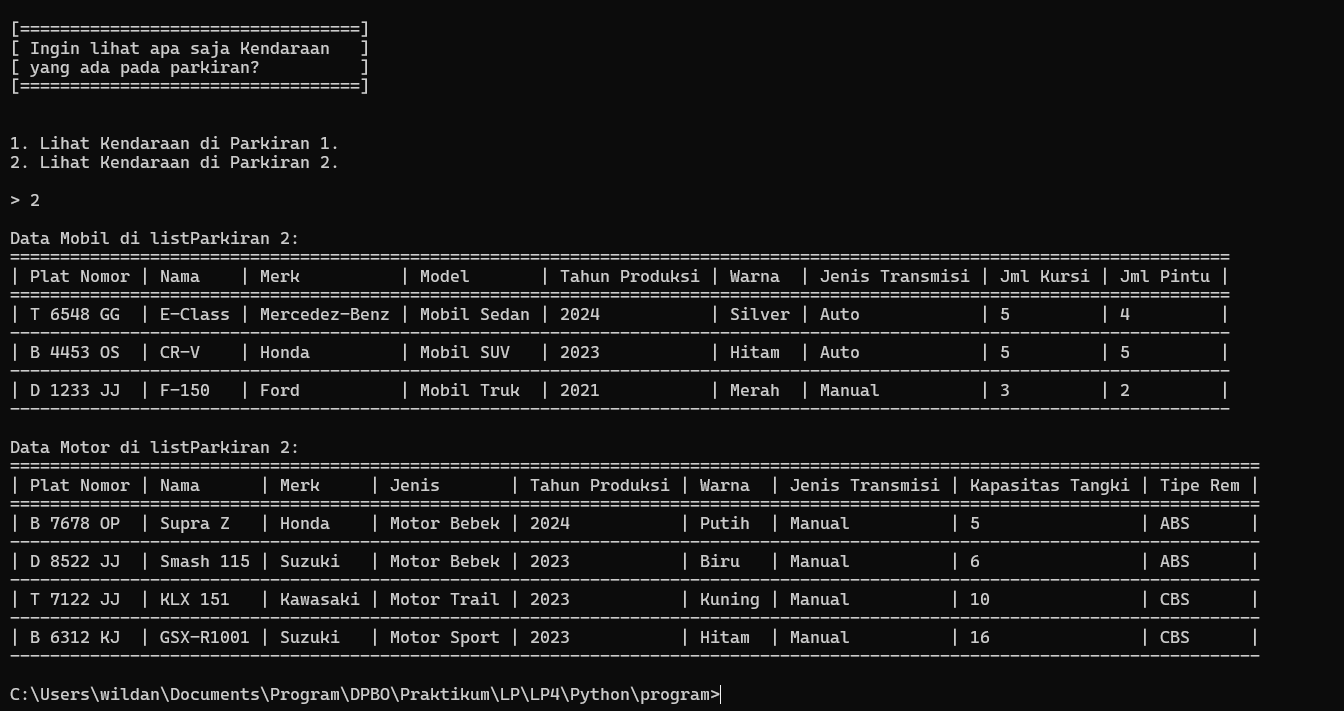 [==================================]
[ Ingin lihat apa saja Kendaraan   ]
[ yang ada pada parkiran?          ]
[==================================]
1. Lihat Kendaraan di Parkiran 1.
2. Lihat Kendaraan di Parkiran 2.
> 2
Data Mobil di listParkiran 2:
==========================================================================================================================
| Plat Nomor | Nama    | Merk          | Model       | Tahun Produksi | Warna  | Jenis Transmisi | Jml Kursi | Jml Pintu |
==========================================================================================================================
| T 6548 GG  | E-Class | Mercedez-Benz | Mobil Sedan | 2024           | Silver | Auto            | 5         | 4         |
--------------------------------------------------------------------------------------------------------------------------
| B 4453 OS  | CR-V    | Honda         | Mobil SUV   | 2023           | Hitam  | Auto            | 5         | 5         |
--------------------------------------------------------------------------------------------------------------------------
| D 1233 JJ  | F-150   | Ford          | Mobil Truk  | 2021           | Merah  | Manual          | 3         | 2         |
--------------------------------------------------------------------------------------------------------------------------
Data Motor di listParkiran 2:
=============================================================================================================================
| Plat Nomor | Nama      | Merk     | Jenis       | Tahun Produksi | Warna  | Jenis Transmisi | Kapasitas Tangki | Tipe Rem |
=============================================================================================================================
| B 7678 OP  | Supra Z   | Honda    | Motor Bebek | 2024           | Putih  | Manual          | 5                | ABS      |
-----------------------------------------------------------------------------------------------------------------------------
| D 8522 JJ  | Smash 115 | Suzuki   | Motor Bebek | 2023           | Biru   | Manual          | 6                | ABS      |
-----------------------------------------------------------------------------------------------------------------------------
| T 7122 JJ  | KLX 151   | Kawasaki | Motor Trail | 2023           | Kuning | Manual          | 10               | CBS      |
-----------------------------------------------------------------------------------------------------------------------------
| B 6312 KJ  | GSX-R1001 | Suzuki   | Motor Sport | 2023           | Hitam  | Manual          | 16               | CBS      |
-----------------------------------------------------------------------------------------------------------------------------
C:\Users\wildan\Documents\Program\DPBO\Praktikum\LP\LP4\Python\program>